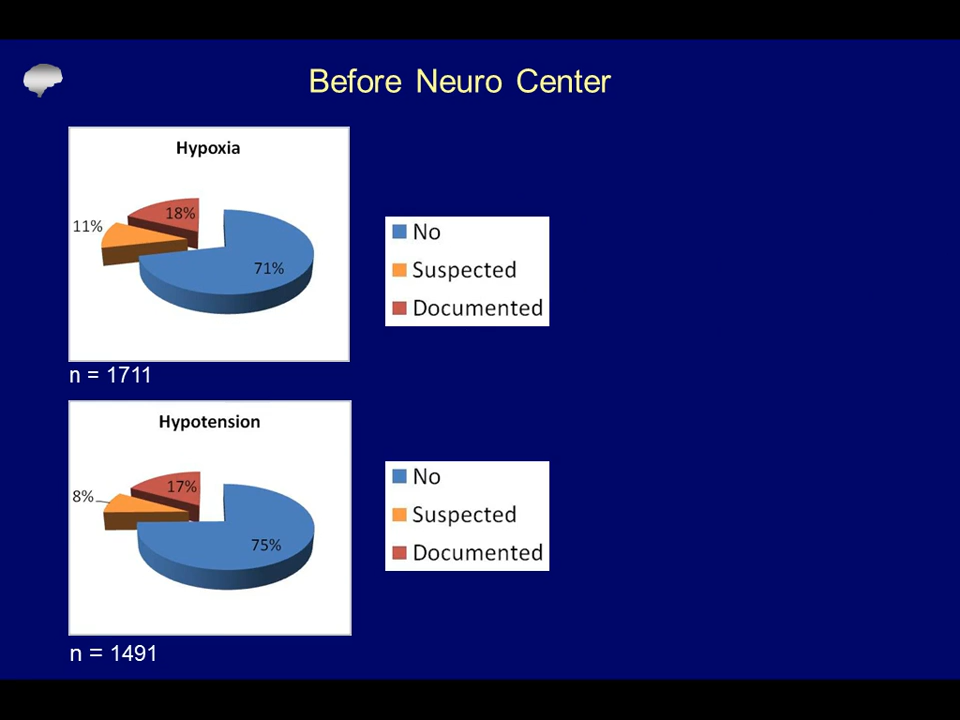 Before Neuro Center
Hypoxia
18%
11%
71%
No
Suspected
Documented
n = 1711
Hypotension
17%
8%
75%
No
Suspected
Documented
n = 1491